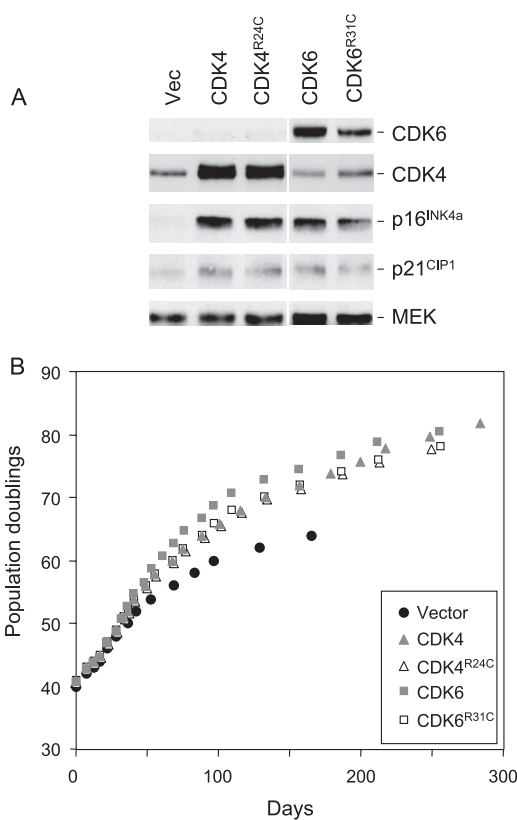 A
Vec
CDK4
CDK4R24C
CDK6
CDK6R31C
- CDK6
- CDK4
- p16INK4a
- p21CIP1
- MEK
B
90
80
70
60
50
40
30
Population doublings
0
100
200
300
Days
Vector
CDK4
CDK4R24C
CDK6
CDK6R31C